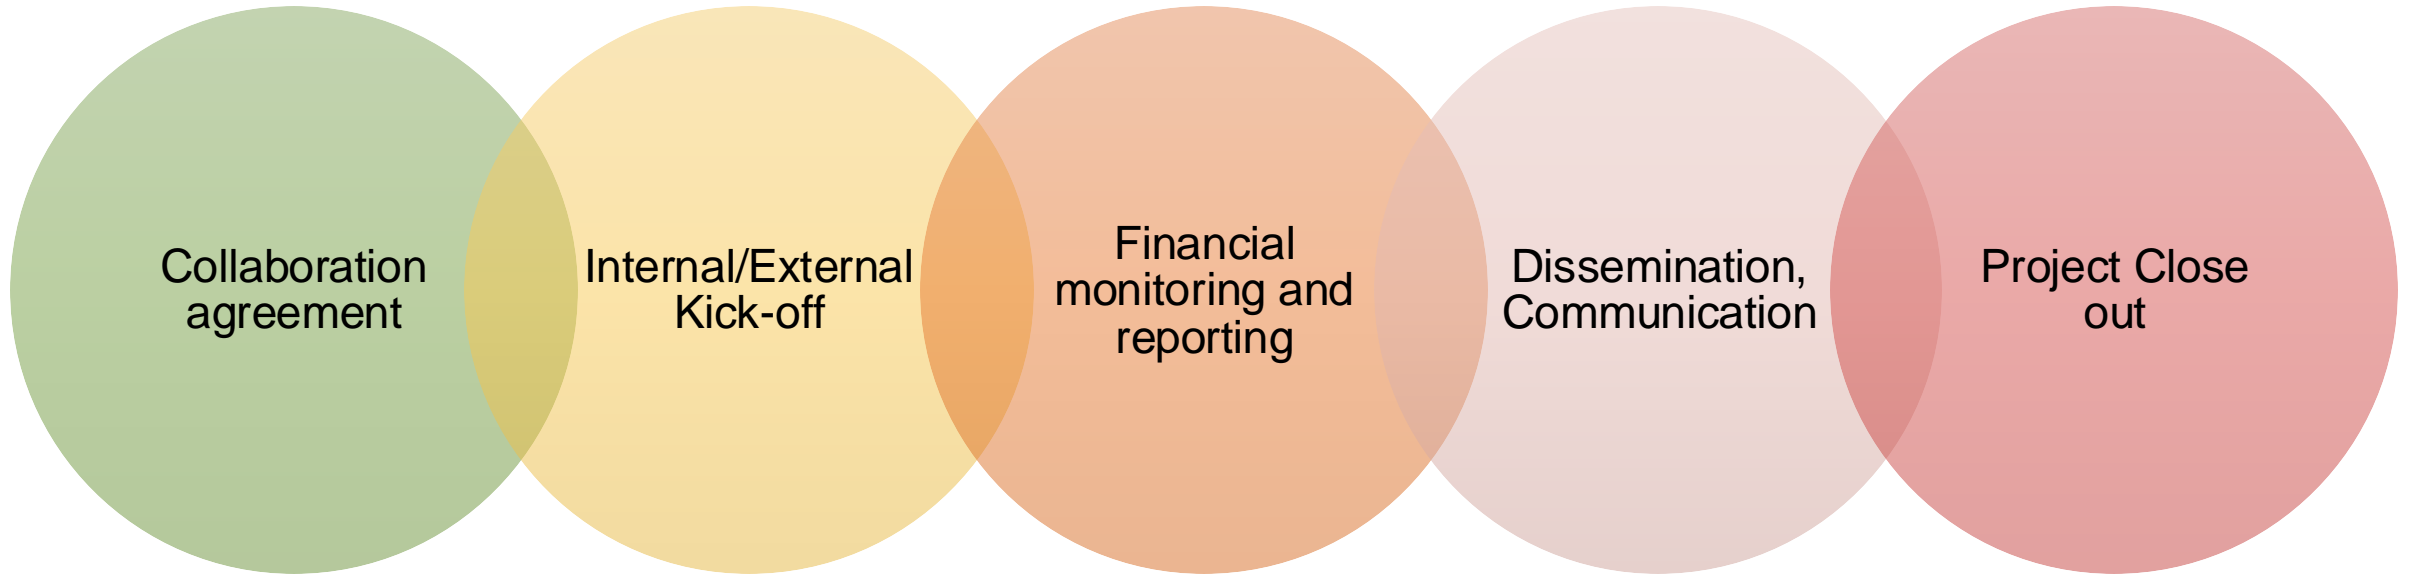 Collaboration
agreement
Internal/External
Kick-off
Financial
monitoring and
reporting
Dissemination,
Communication
Project Close
out